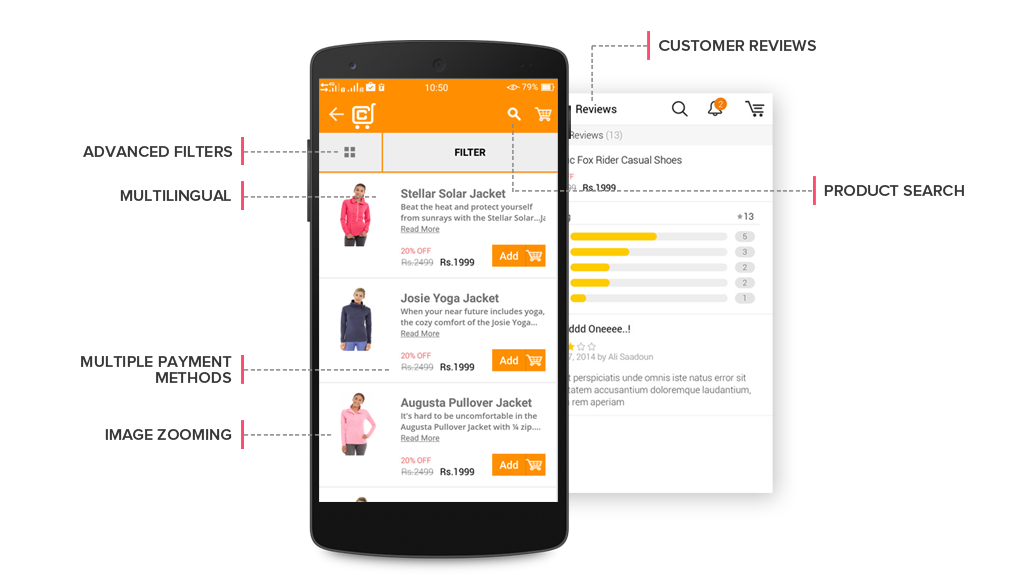 CUSTOMER REVIEWS
ADVANCED FILTERS
MULTILINGUAL
MULTIPLE PAYMENT
METHODS
IMAGE ZOOMING
PRODUCT SEARCH
10:50
79%
FILTER
Stellar Solar Jacket
Beat the heat and protect yourself
from sunrays with the Stellar Solar...Ja
Read More
20% OFF
Rs.2499 Rs.1999
Add
Josie Yoga Jacket
When your near future includes yoga,
the cozy comfort of the Josie Yoga...
Read More
20% OFF
Rs.2499 Rs.1999
Add
Augusta Pullover Jacket
It's hard to be uncomfortable in the
Augusta Pullover Jacket with ¼ zip....
Read More
20% OFF
Rs.2499 Rs.1999
Add
Reviews
2
Reviews (13)
c Fox Rider Casual Shoes
F
99 Rs.1999
g
13
5
3
2
2
1
ddd Oneeee..!
7, 2014 by Ali Saadoun
t perspiciatis unde omnis iste natus error sit
tatem accusantium doloremque laudantium,
rem aperiam